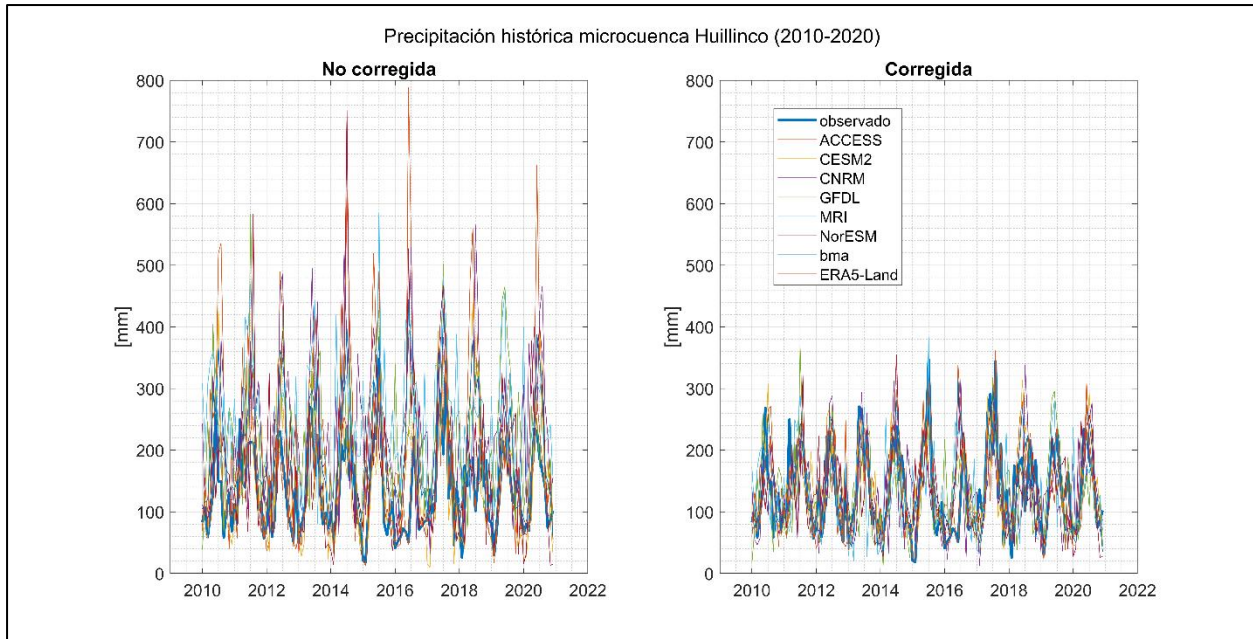 Precipitación histórica microcuenca Huillinco (2010-2020)
No corregida
800
700
600
500
400
300
200
100
0
[mm]
2010 2012 2014 2016 2018 2020 2022
Corregida
800
700
600
500
400
300
200
100
0
[mm]
observado
ACCESS
CESM2
CNRM
GFDL
MRI
NorESM
bma
ERA5-Land
2010 2012 2014 2016 2018 2020 2022